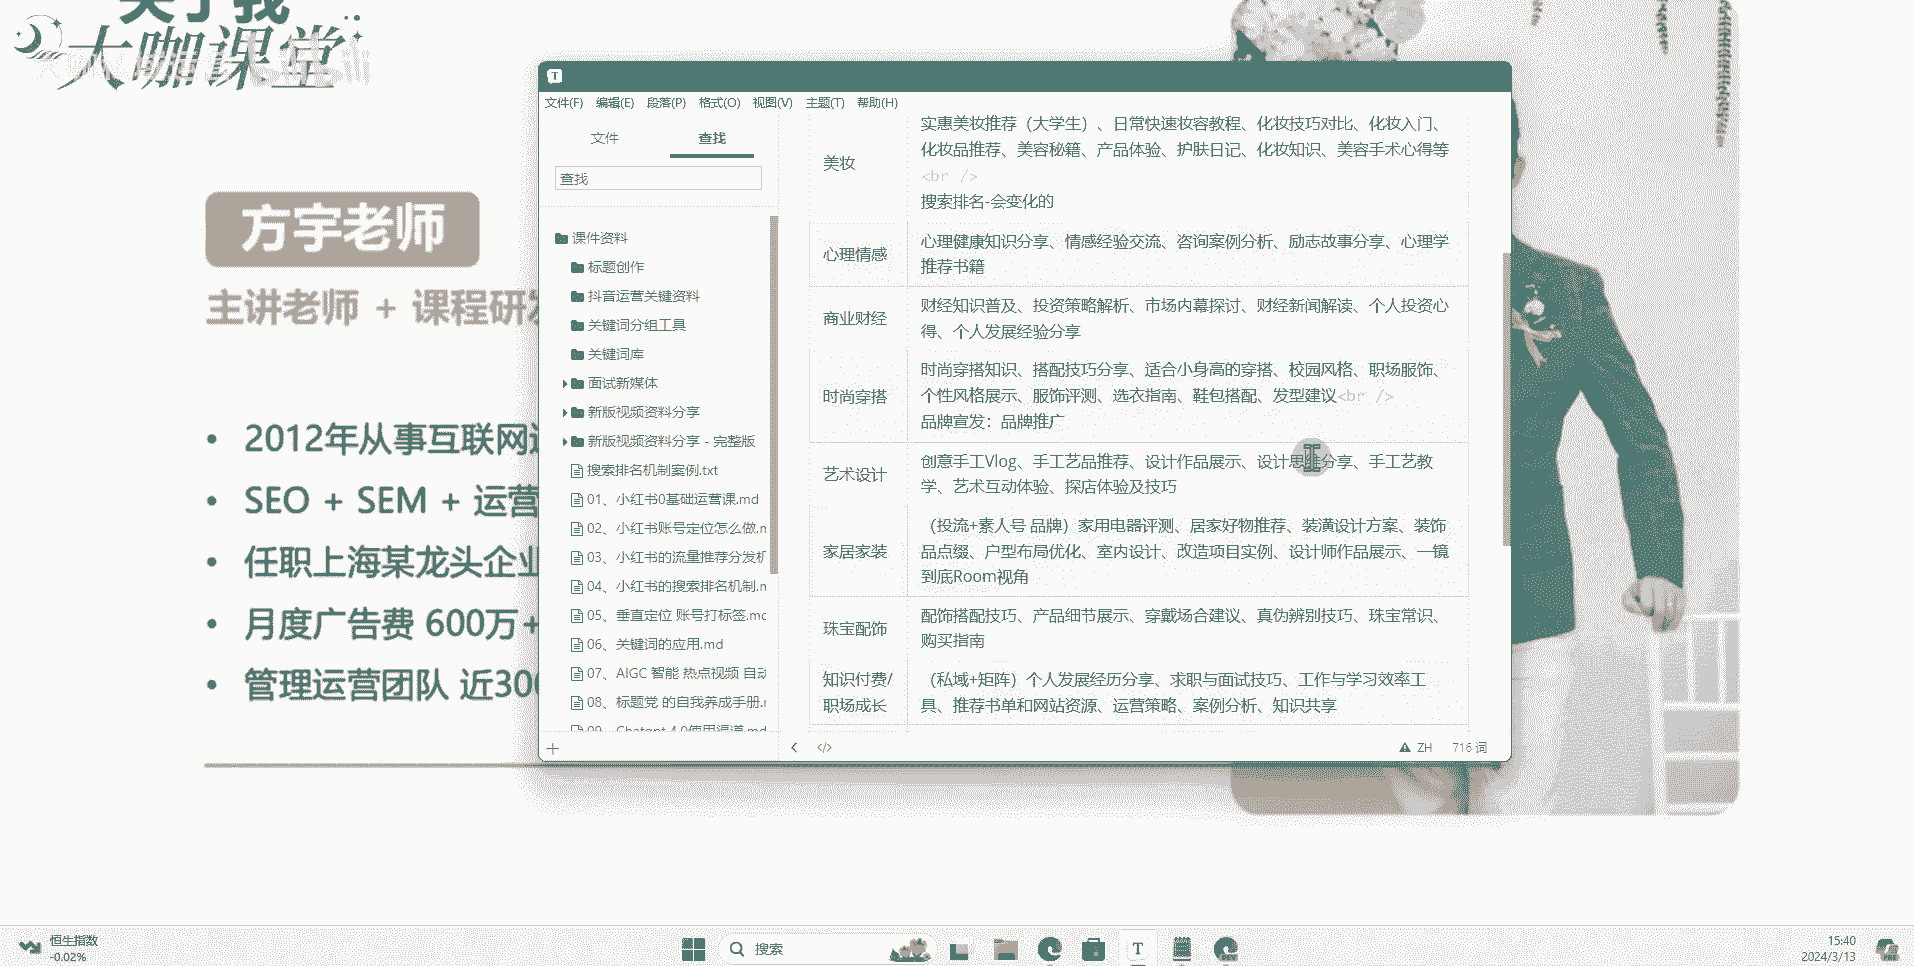 关于我
大咖课堂
方宇老师
主讲老师 + 课程研发
2012年从事互联网
SEO + SEM + 运营
任职上海某龙头企业
月度广告费 600万+
管理运营团队 近300
文件(F) 编辑(E) 段落(P) 格式(O) 视图(V) 主题(T) 帮助(H)
文件 查找
查找
课件资料
标题创作
抖音运营关键资料
关键词分组工具
关键词库
面试新媒体
新版视频资料分享
新版视频资料分享 - 完整版
搜索排名机制案例.txt
01、小红书0基础运营课.md
02、小红书账号定位怎么做.m
03、小红书的流量推荐分发机
04、小红书的搜索排名机制.m
05、垂直定位 账号打标签.mc
06、关键词的应用.md
07、AIGC 智能 热点视频 自动
08、标题党 的自我养成手册.r
09、Chatgpt 4.0使用渠道.md
美妆
实惠美妆推荐（大学生）、日常快速妆容教程、化妆技巧对比、化妆入门、
化妆品推荐、美容秘籍、产品体验、护肤日记、化妆知识、美容手术心得等
<br />
搜索排名-会变化的
心理情感
心理健康知识分享、情感经验交流、咨询案例分析、励志故事分享、心理学
推荐书籍
商业财经
财经知识普及、投资策略解析、市场内幕探讨、财经新闻解读、个人投资心
得、个人发展经验分享
时尚穿搭
时尚穿搭知识、搭配技巧分享、适合小身高的穿搭、校园风格、职场服饰、
个性风格展示、服饰评测、选衣指南、鞋包搭配、发型建议<br />
品牌宣发：品牌推广
艺术设计
创意手工Vlog、手工艺品推荐、设计作品展示、设计思维分享、手工艺教
学、艺术互动体验、探店体验及技巧
家居家装
（投流+素人号 品牌）家用电器评测、居家好物推荐、装潢设计方案、装饰
品点缀、户型布局优化、室内设计、改造项目实例、设计师作品展示、一镜
到底Room视角
珠宝配饰
配饰搭配技巧、产品细节展示、穿戴场合建议、真伪辨别技巧、珠宝常识、
购买指南
知识付费/
职场成长
（私域+矩阵）个人发展经历分享、求职与面试技巧、工作与学习效率工
具、推荐书单和网站资源、运营策略、案例分析、知识共享
ZH 716 词
恒生指数
-0.02%
搜索
15:40
2024/3/13